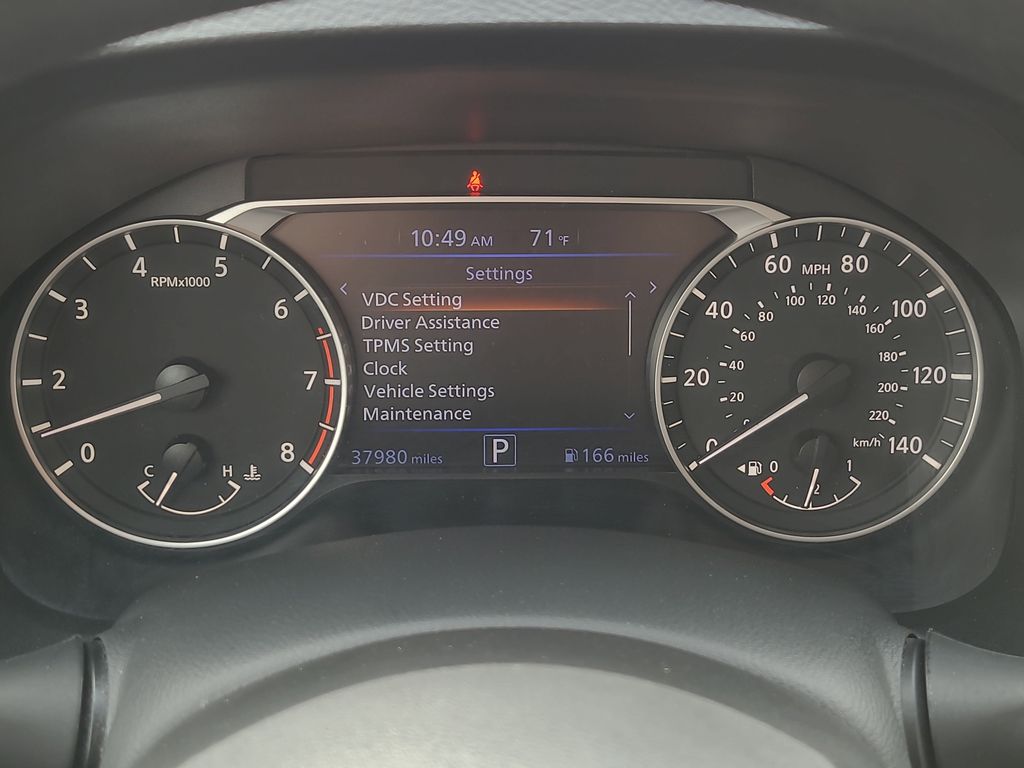 10:49 AM 71 °F
Settings
VDC Setting
Driver Assistance
TPMS Setting
Clock
Vehicle Settings
Maintenance
37980 miles P 166 miles
0
2
3
4
5
6
7
8
RPMx1000
C H
0
20
40
60
MPH
80
100
120
140
20
40
60
80
100
120
140
160
180
200
220
km/h
0 1